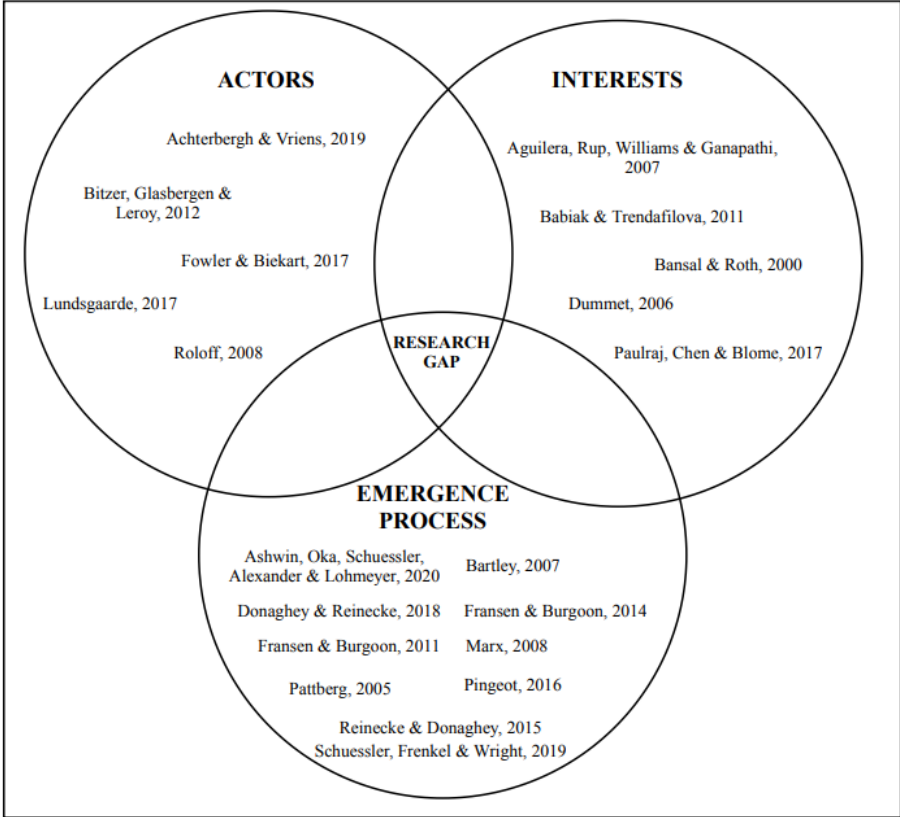 ACTORS
Achterbergh & Vriens, 2019
Bitzer, Glasbergen &
Leroy, 2012
Fowler & Biekart, 2017
Lundsgaarde, 2017
Roloff, 2008
INTERESTS
Aguilera, Rup, Williams & Ganapathi,
2007
Babiak & Trendafilova, 2011
Bansal & Roth, 2000
Dummet, 2006
Paulraj, Chen & Blome, 2017
RESEARCH
GAP
EMERGENCE
PROCESS
Ashwin, Oka, Schuessler,
Alexander & Lohmeyer, 2020
Bartley, 2007
Donaghey & Reinecke, 2018
Fransen & Burgoon, 2014
Fransen & Burgoon, 2011
Marx, 2008
Pattberg, 2005
Pingeot, 2016
Reinecke & Donaghey, 2015
Schuessler, Frenkel & Wright, 2019